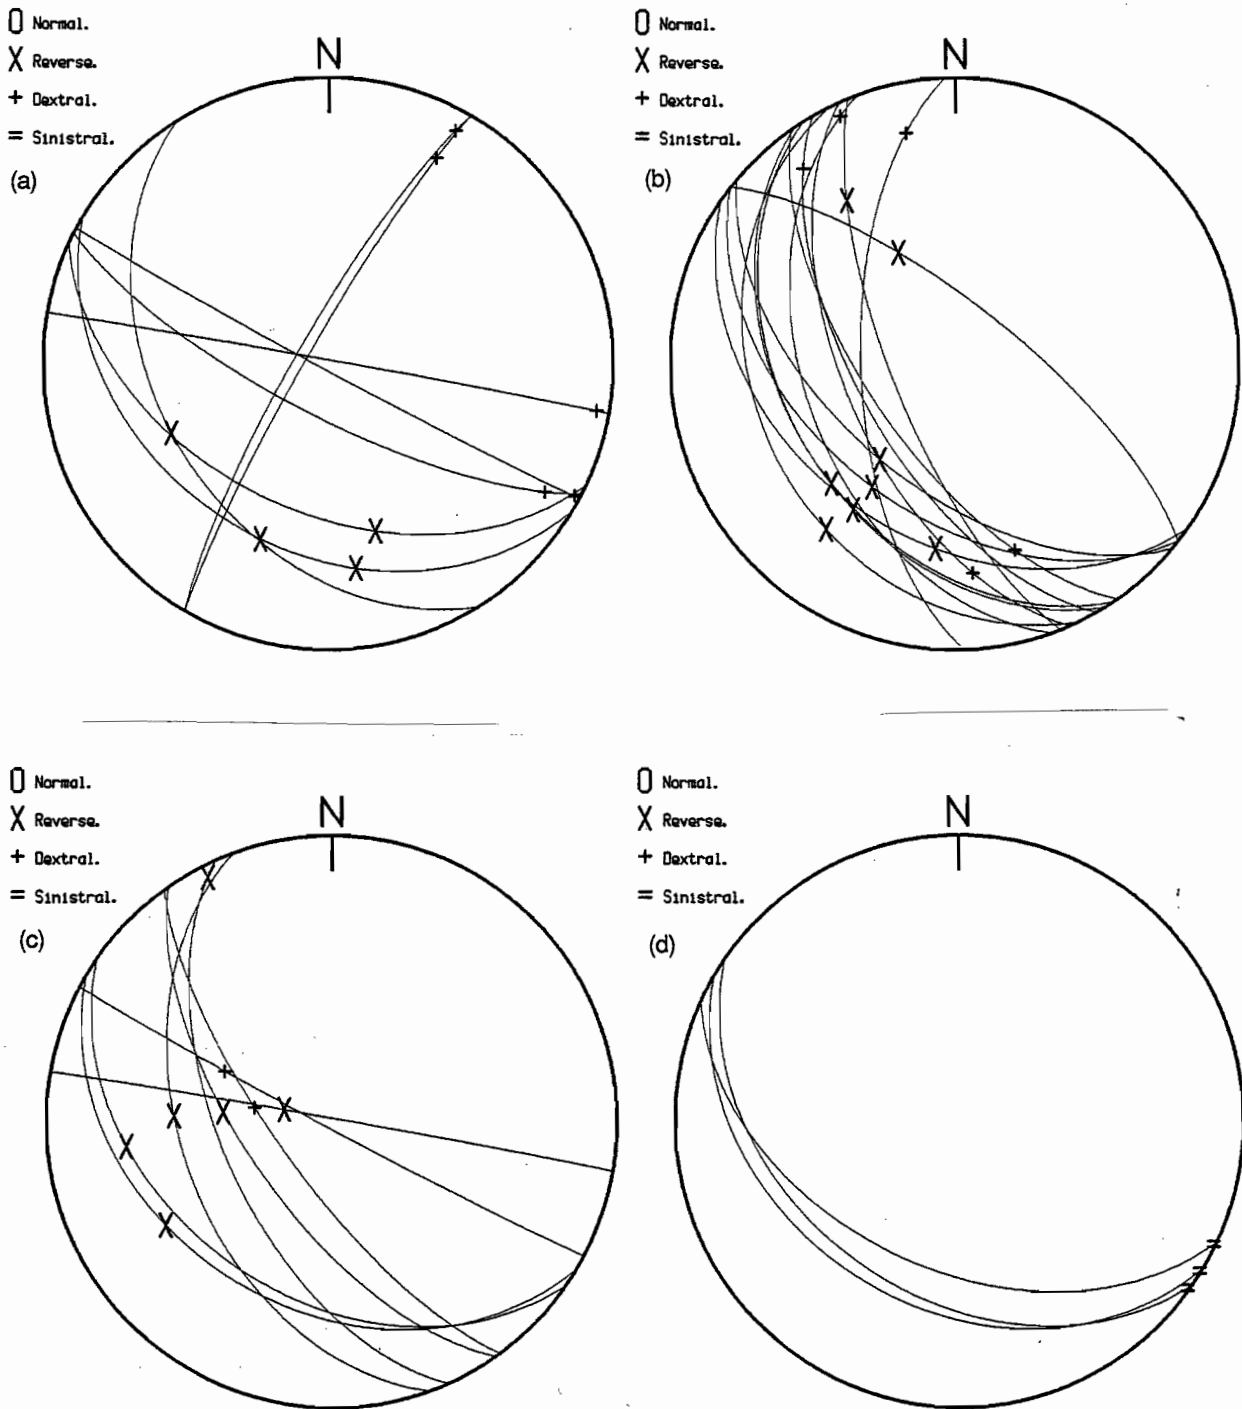 Normal.
N
X Reverse.
+ Dextral.
= Sinistral.
(a)
Normal.
N
X Reverse.
+ Dextral.
= Sinistral.
(b)
Normal.
N
X Reverse.
+ Dextral.
= Sinistral.
(c)
Normal.
N
X Reverse.
+ Dextral.
= Sinistral.
(d)